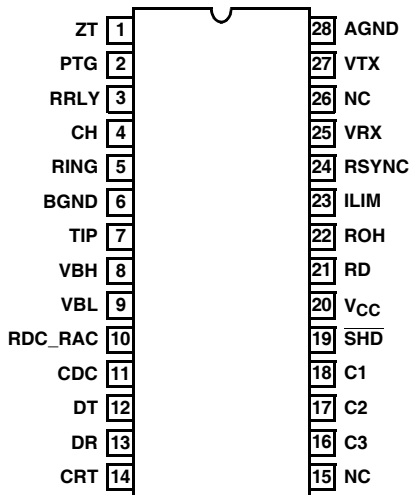 ZT 1 28 AGND
PTG 2 27 VTX
RRLY 3 26 NC
CH 4 25 VRX
RING 5 24 RSYNC
BGND 6 23 ILIM
TIP 7 22 ROH
VBH 8 21 RD
VBL 9 20 VCC
RDC_RAC 10 19 SHD
CDC 11 18 C1
DT 12 17 C2
DR 13 16 C3
CRT 14 15 NC